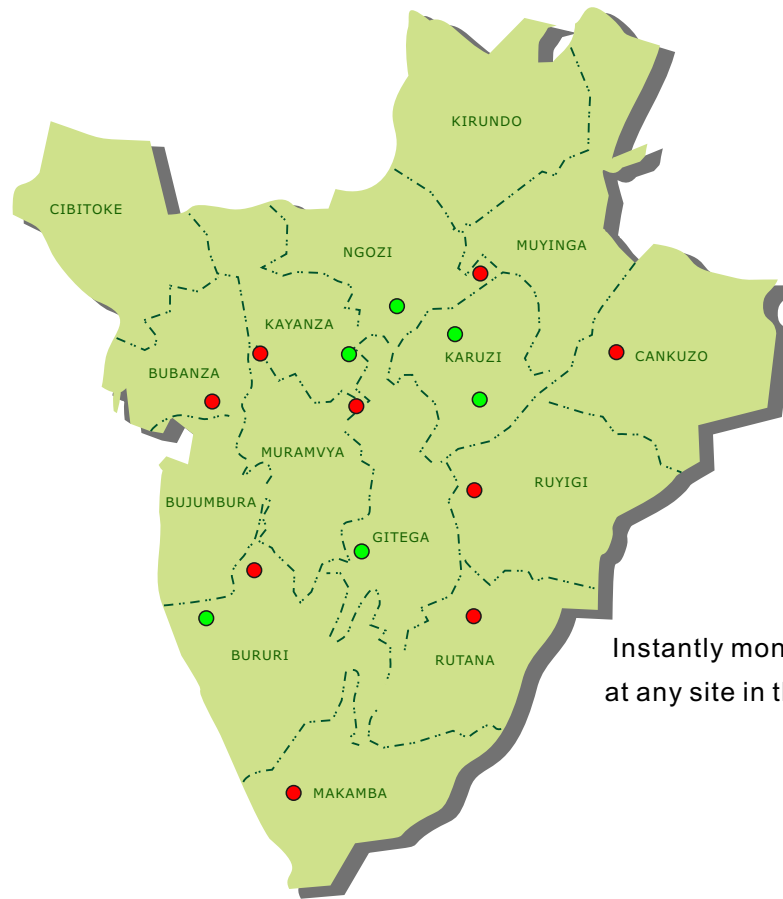 KIRUNDO
CIBITOKE
NGOZI
MUYINGA
KAYANZA
KARUZI
CANKUZO
BUBANZA
MURAMVYA
RUYIGI
BUJUMBURA
GITEGA
BURURI
RUTANA
Instantly mon
at any site in t
MAKAMBA